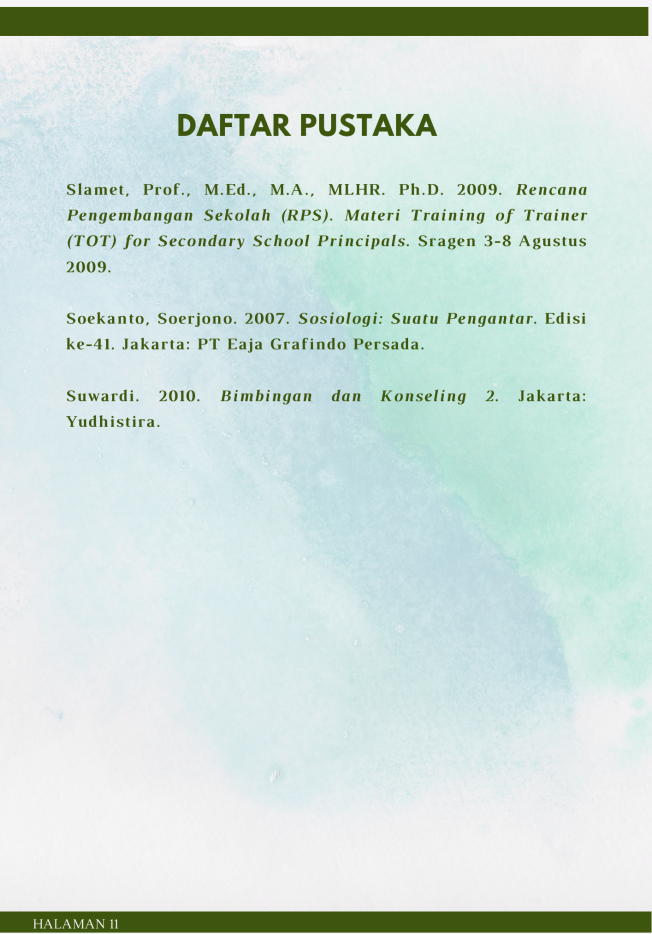 DAFTAR PUSTAKA
Slamet, Prof., M.Ed., M.A., MLHR. Ph.D. 2009. Rencana
Pengembangan Sekolah (RPS). Materi Training of Trainer
(TOT) for Secondary School Principals. Sragen 3-8 Agustus
2009.
Soekanto, Soerjono. 2007. Sosiologi: Suatu Pengantar. Edisi
ke-41. Jakarta: PT Eaja Grafindo Persada.
Suwardi. 2010. Bimbingan dan Konseling 2. Jakarta:
Yudhistira.
HALAMAN 11